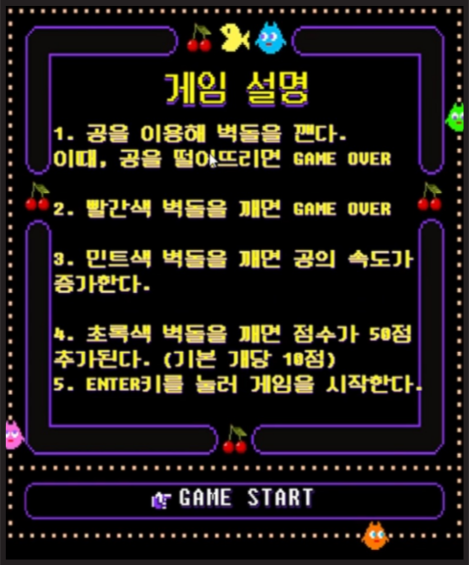 게임 설명
1. 공을 이용해 벽돌을 깬다.
이때, 공을 떨어뜨리면 GAME OVER
2. 빨간색 벽돌을 깨면 GAME OVER
3. 민트색 벽돌을 깨면 공의 속도가
증가한다.
4. 초록색 벽돌을 깨면 점수가 50점
추가된다. (기본 개당 10점)
5. ENTER키를 눌러 게임을 시작한다.
GAME START